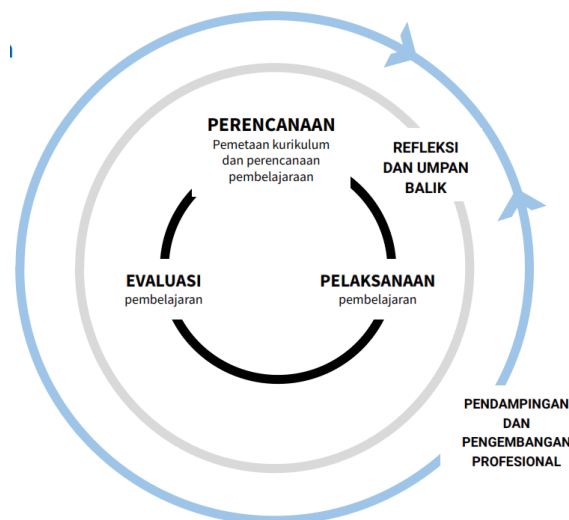 PERENCANAAN
Pemetaan kurikulum
dan perencanaan
pembelajaraan
REFLEKSI
DAN UMPAN
BALIK
EVALUASI
pembelajaran
PELAKSANAAN
pembelajaran
PENDAMPINGAN
DAN
PENGEMBANGAN
PROFESIONAL